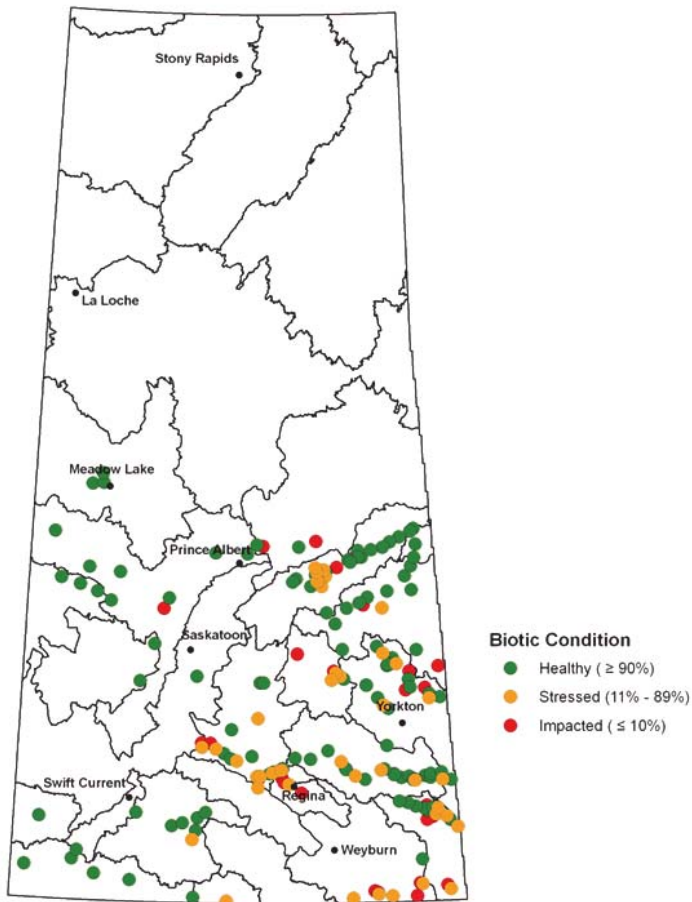 Stony Rapids
La Loche
Meadow Lake
Prince Albert
Saskatoon
Biotic Condition
Healthy ( ≥ 90%)
Stressed (11% - 89%)
Impacted ( ≤ 10%)
Yorkton
Swift Current
Regina
Weyburn